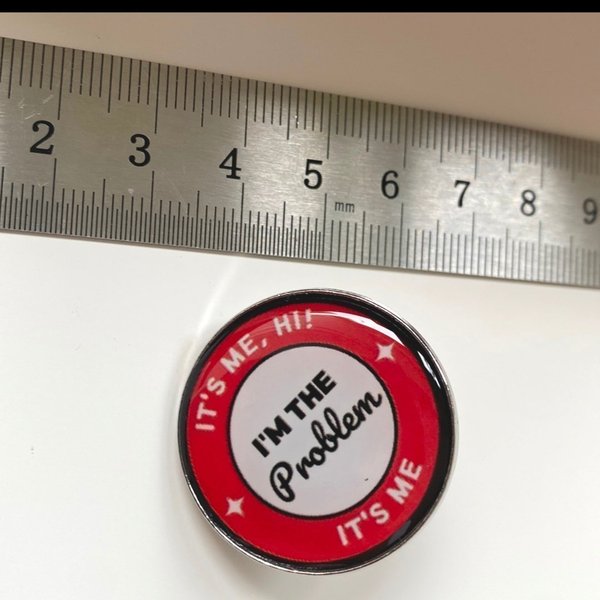 2 3 4 5 6 7 8 9
mm
IT'S ME, HI!
I'M THE
Problem
IT'S ME